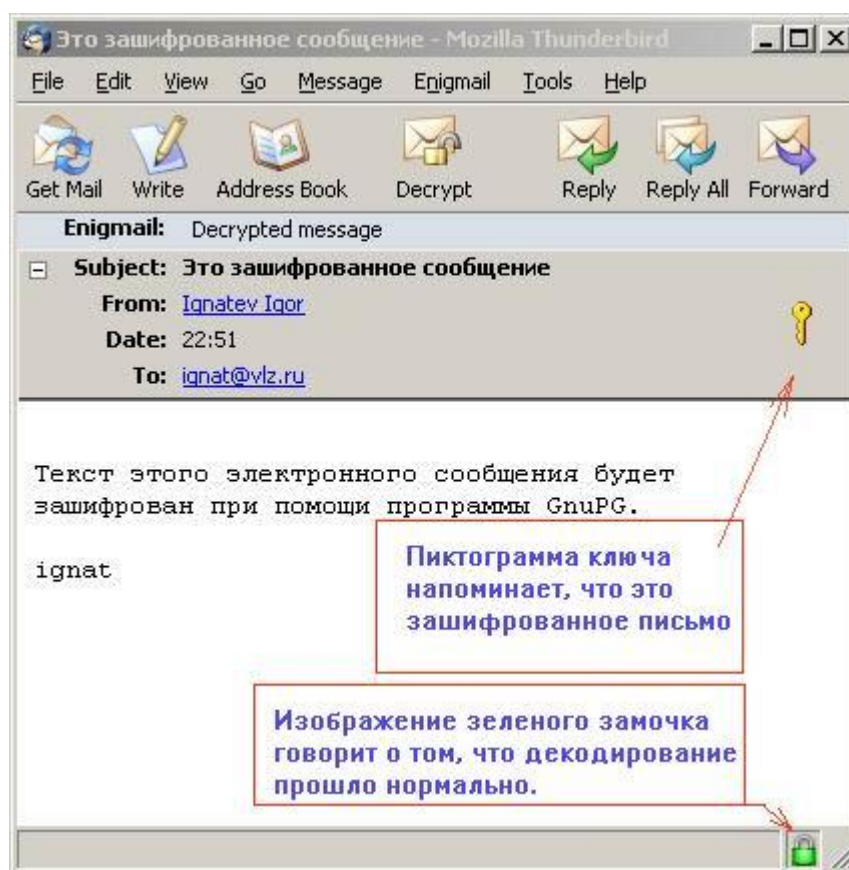 Это зашифрованное сообщение - Mozilla Thunderbird
File Edit View Go Message Enigmail Tools Help
Get Mail Write Address Book Decrypt Reply Reply All Forward
Enigmail: Decrypted message
Subject: Это зашифрованное сообщение
From: Ignatev Igor
Date: 22:51
To: ignat@vlz.ru
Текст этого электронного сообщения будет
зашифрован при помощи программы GnuPG.
ignat
Пиктограмма ключа
напоминает, что это
зашифрованное письмо
Изображение зеленого замочка
говорит о том, что декодирование
прошло нормально.